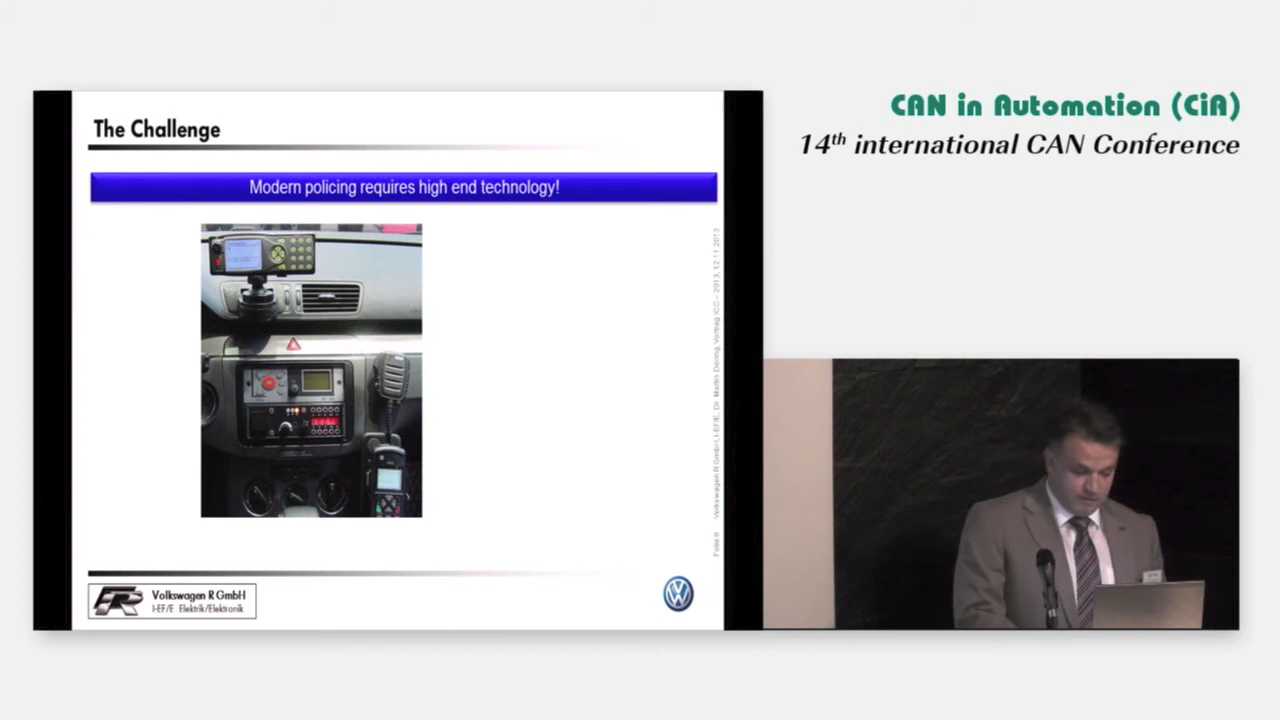 The Challenge
Modern policing requires high end technology!
Volkswagen R GmbH
I-EF/E Elektrik/Elektronik
CAN in Automation (CiA)
14th international CAN Conference